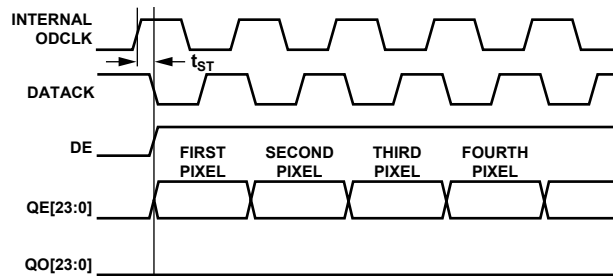 INTERNAL
ODCLK
tST
DATACK
DE
FIRST
PIXEL
SECOND
PIXEL
THIRD
PIXEL
FOURTH
PIXEL
QE[23:0]
QO[23:0]